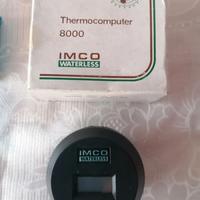 Thermocomputer
8000
IMCO
WATERLESS
IMCO
WATERLESS